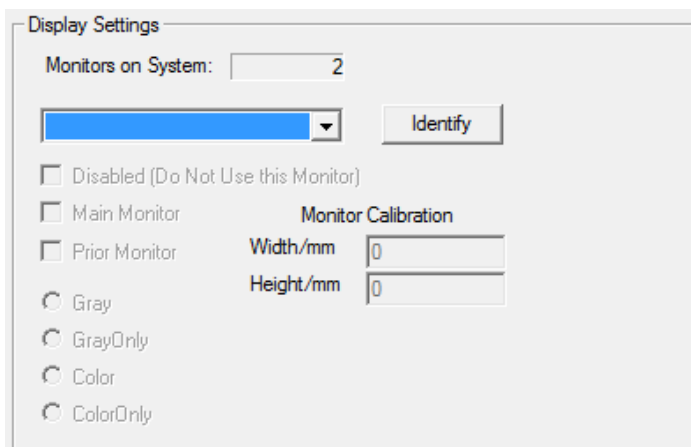 Display Settings
Monitors on System: 2
Identify
Disabled (Do Not Use this Monitor)
Main Monitor Monitor Calibration
Prior Monitor Width/mm 0
Height/mm 0
Gray
GrayOnly
Color
ColorOnly